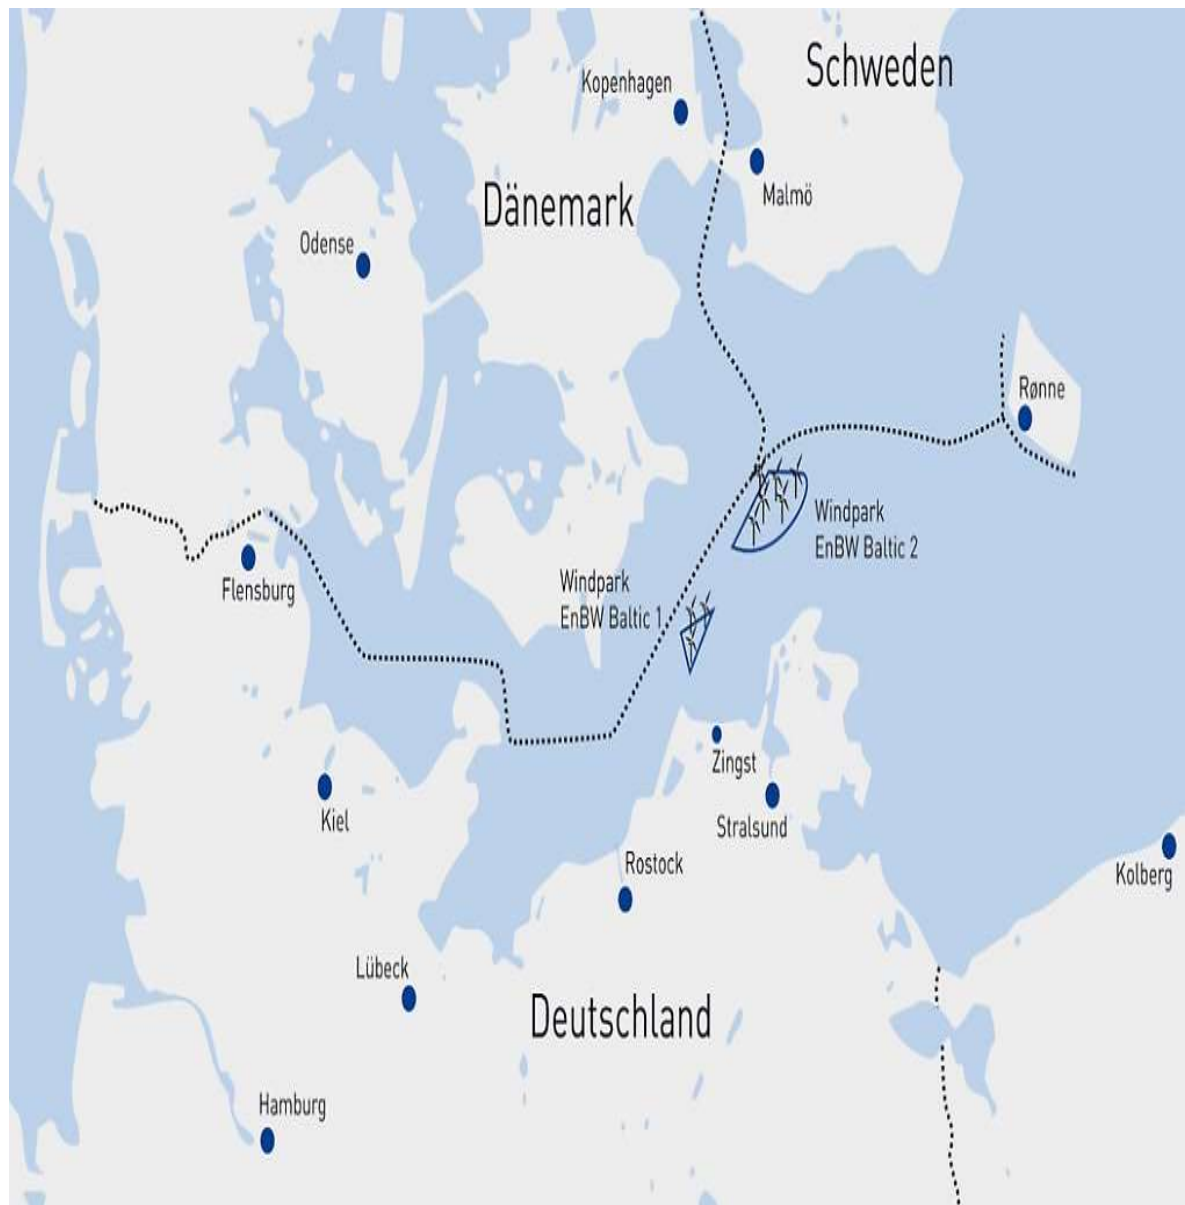 Schweden
Kopenhagen
Malmö
Dänemark
Odense
Rønne
Windpark
EnBW Baltic 2
Windpark
EnBW Baltic 1
Flensburg
Zingst
Kiel
Stralsund
Rostock
Kolberg
Lübeck
Deutschland
Hamburg